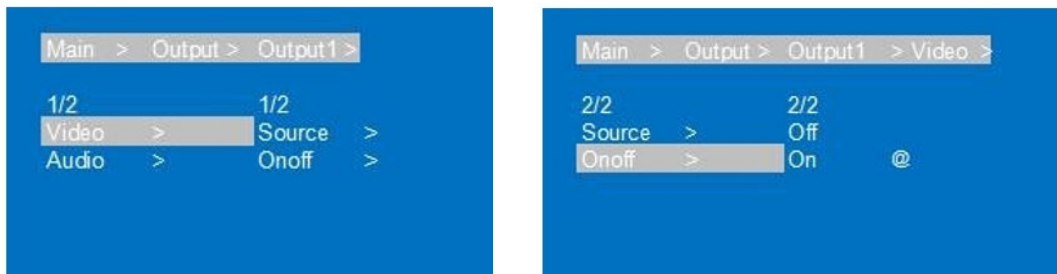 Main > Output > Output1 >
1/2 1/2
Video > Source >
Audio > Onoff >
Main > Output > Output1 > Video >
2/2 2/2
Source > Off
Onoff > On @